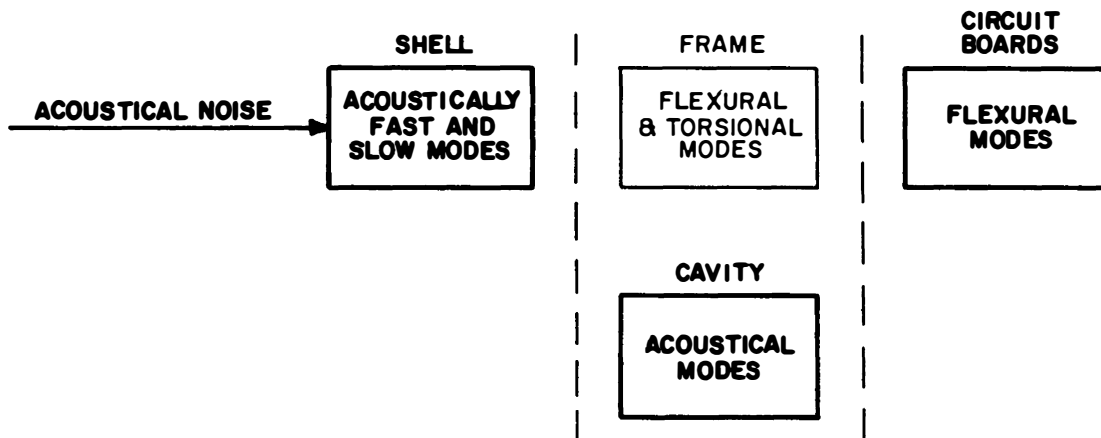 ACOUSTICAL NOISE
SHELL
ACOUSTICALLY
FAST AND
SLOW MODES
FRAME
FLEXURAL
& TORSIONAL
MODES
CAVITY
ACOUSTICAL
MODES
CIRCUIT
BOARDS
FLEXURAL
MODES